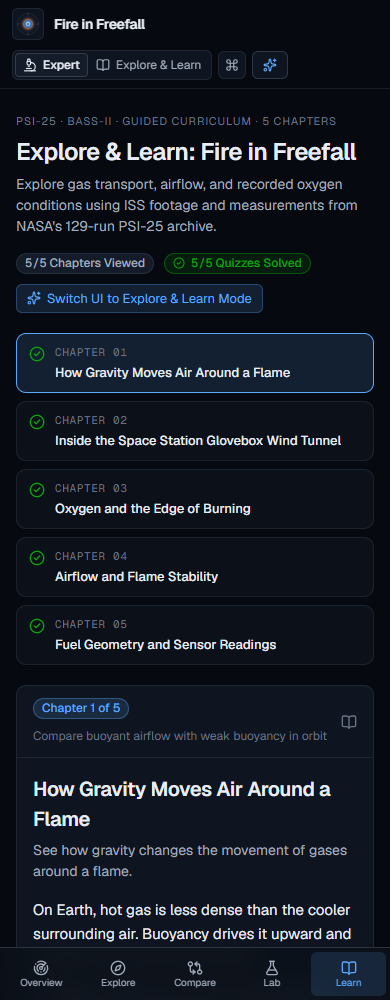 Fire in Freefall
Expert
Explore & Learn
⌘
PSI-25 · BASS-II · GUIDED CURRICULUM · 5 CHAPTERS
Explore & Learn: Fire in Freefall
Explore gas transport, airflow, and recorded oxygen
conditions using ISS footage and measurements from
NASA's 129-run PSI-25 archive.
5/5 Chapters Viewed
5/5 Quizzes Solved
Switch UI to Explore & Learn Mode
CHAPTER 01
How Gravity Moves Air Around a Flame
CHAPTER 02
Inside the Space Station Glovebox Wind Tunnel
CHAPTER 03
Oxygen and the Edge of Burning
CHAPTER 04
Airflow and Flame Stability
CHAPTER 05
Fuel Geometry and Sensor Readings
Chapter 1 of 5
Compare buoyant airflow with weak buoyancy in orbit
How Gravity Moves Air Around a
Flame
See how gravity changes the movement of gases
around a flame.
On Earth, hot gas is less dense than the cooler
surrounding air. Buoyancy drives it upward and
Overview
Explore
Compare
Lab
Learn